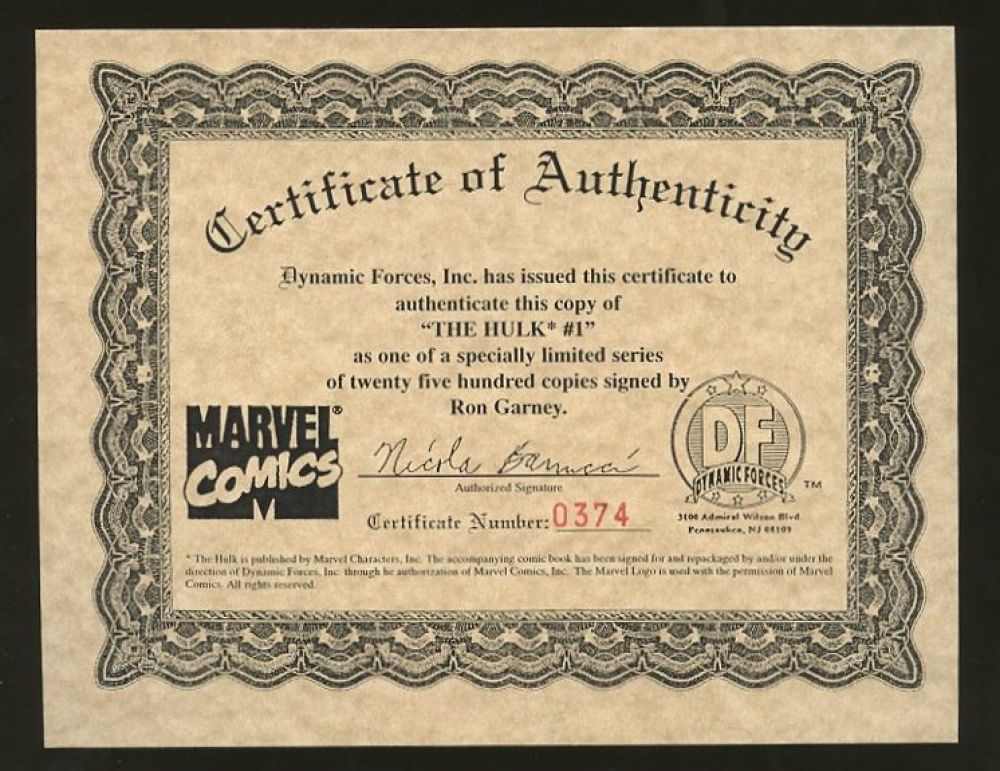 Certificate of Authenticity
Dynamic Forces, Inc. has issued this certificate to
authenticate this copy of
“THE HULK* #1”
as one of a specially limited series
of twenty five hundred copies signed by
Ron Garney.
MARVEL®
COMICS
M
Nicola
Authorized Signature
Certificate Number: 0374
DF
DYNAMIC FORCES
TM
Admiral Wilson Blvd.
Pennsauken, NJ 08109
* The Hulk is published by Marvel Characters, Inc. The accompanying comic book has been signed for and repackaged by and/or under the
direction of Dynamic Forces, Inc. through he authorization of Marvel Comics, Inc. The Marvel Logo is used with the permission of Marvel
Comics. All rights reserved.